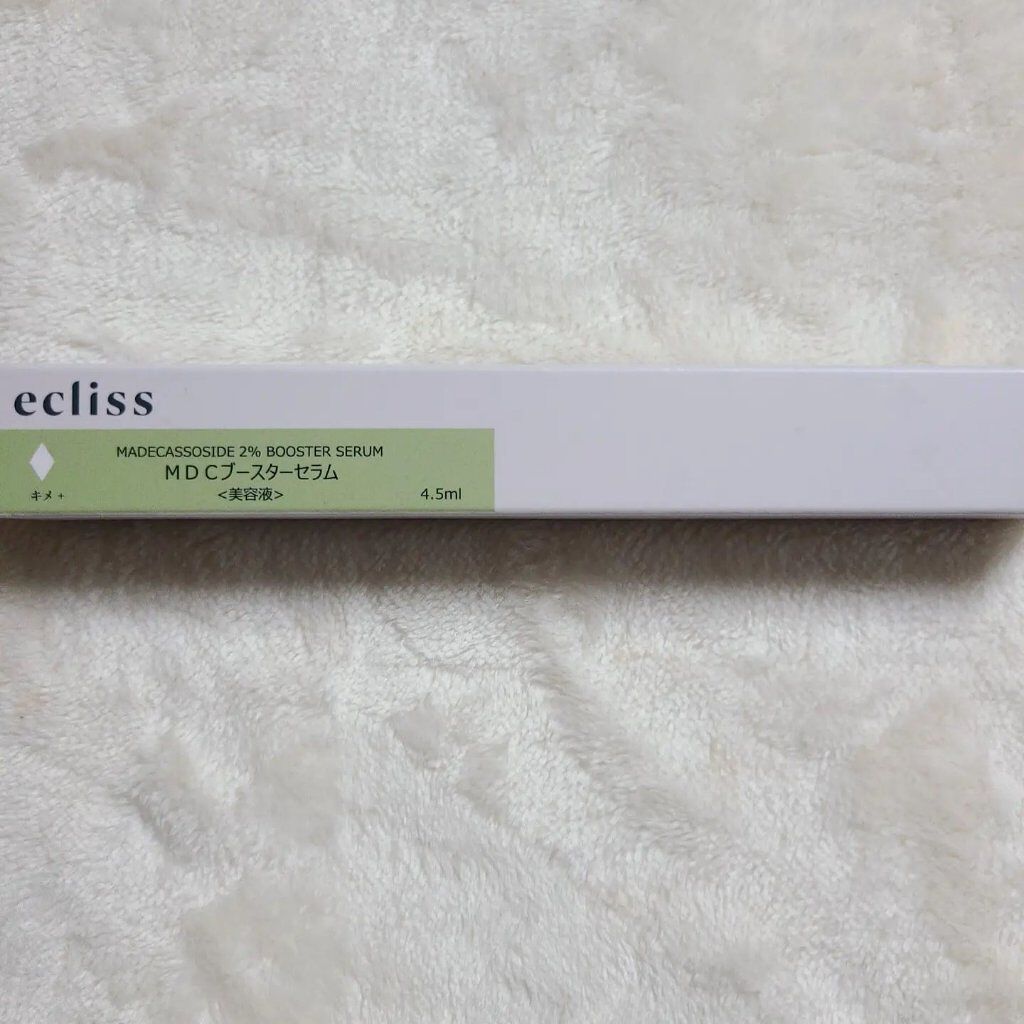 ecliss
MADECASSOSIDE 2% BOOSTER SERUM
ＭＤＣブースターセラム
キメ +
<美容液>
4.5ml